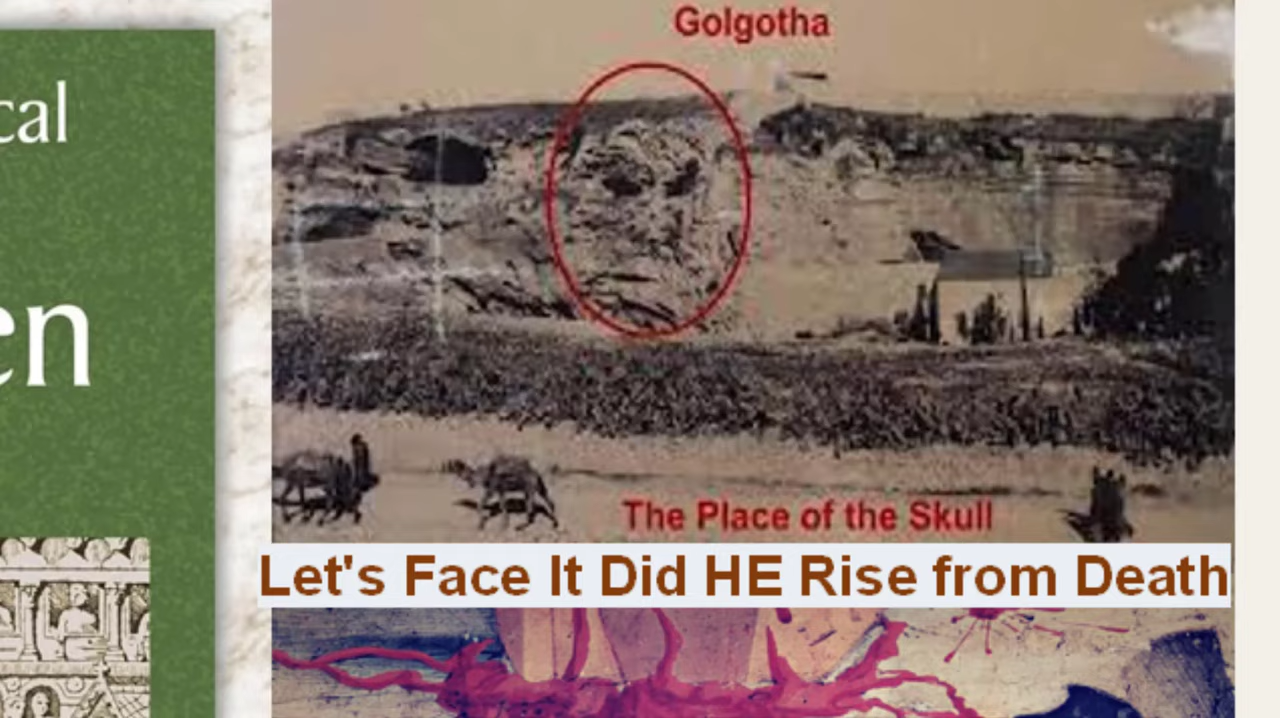 Golgotha
cal
en
The Place of the Skull
Let's Face It Did HE Rise from Death